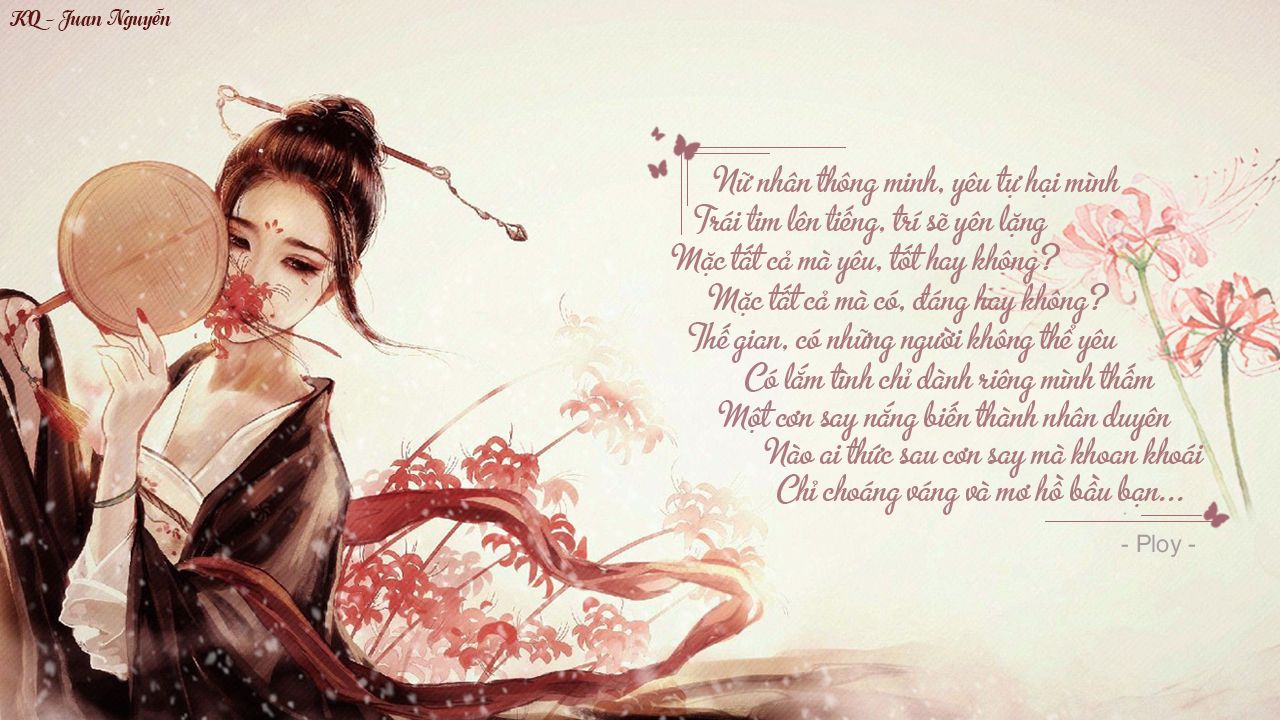 KQ - Juan Nguyễn
Nữ nhân thông minh, yêu tự hại mình
Trái tim lên tiếng, trí sẽ yên lặng
Mặc tất cả mà yêu, tốt hay không?
Mặc tất cả mà có, đáng hay không?
Thế gian, có những người không thể yêu
Có lắm tình chỉ dành riêng mình thấm
Một cơn say nắng biến thành nhân duyên
Nào ai thức sau cơn say mà khoan khoái
Chỉ choáng váng và mơ hồ bầu bạn...
- Ploy -